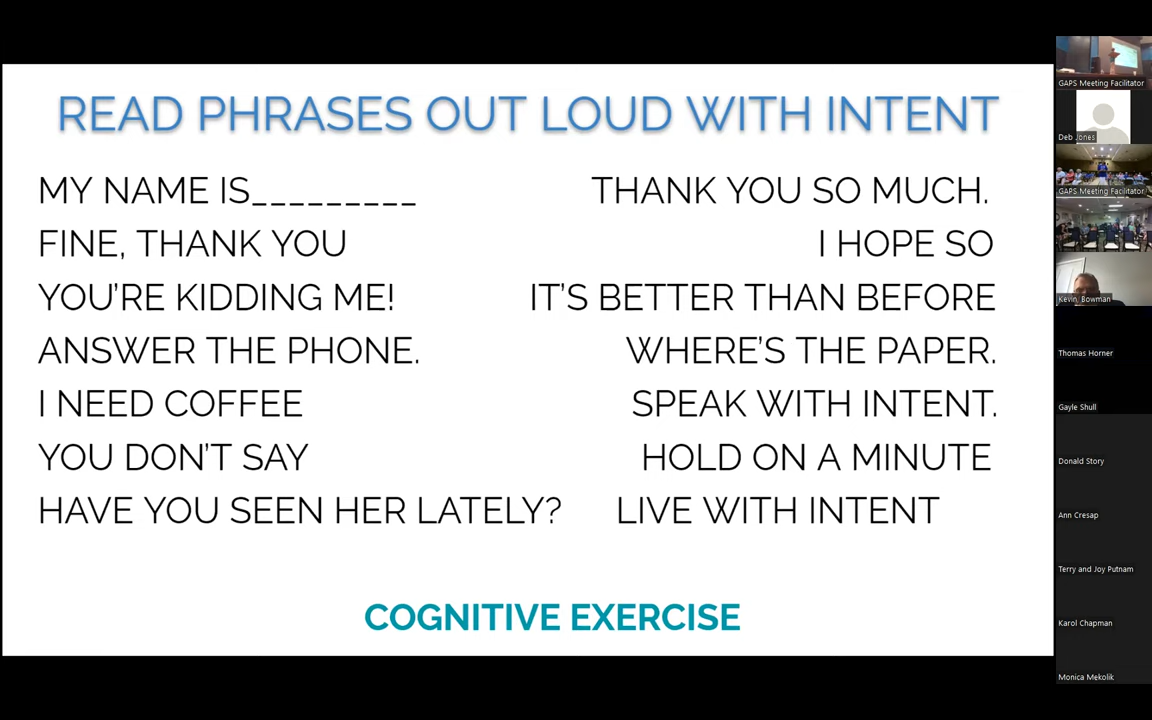 READ PHRASES OUT LOUD WITH INTENT
MY NAME IS_________
THANK YOU SO MUCH.
FINE, THANK YOU
I HOPE SO
YOU'RE KIDDING ME!
IT'S BETTER THAN BEFORE
ANSWER THE PHONE.
WHERE'S THE PAPER.
I NEED COFFEE
SPEAK WITH INTENT.
YOU DON'T SAY
HOLD ON A MINUTE
HAVE YOU SEEN HER LATELY?
LIVE WITH INTENT
COGNITIVE EXERCISE
GAPS Meeting Facilitator
Deb Jones
GAPS Meeting Facilitator
Kevin, Bowman
Thomas Horner
Gayle Shull
Donald Story
Ann Cresap
Terry and Joy Putnam
Karol Chapman
Monica Mekolik